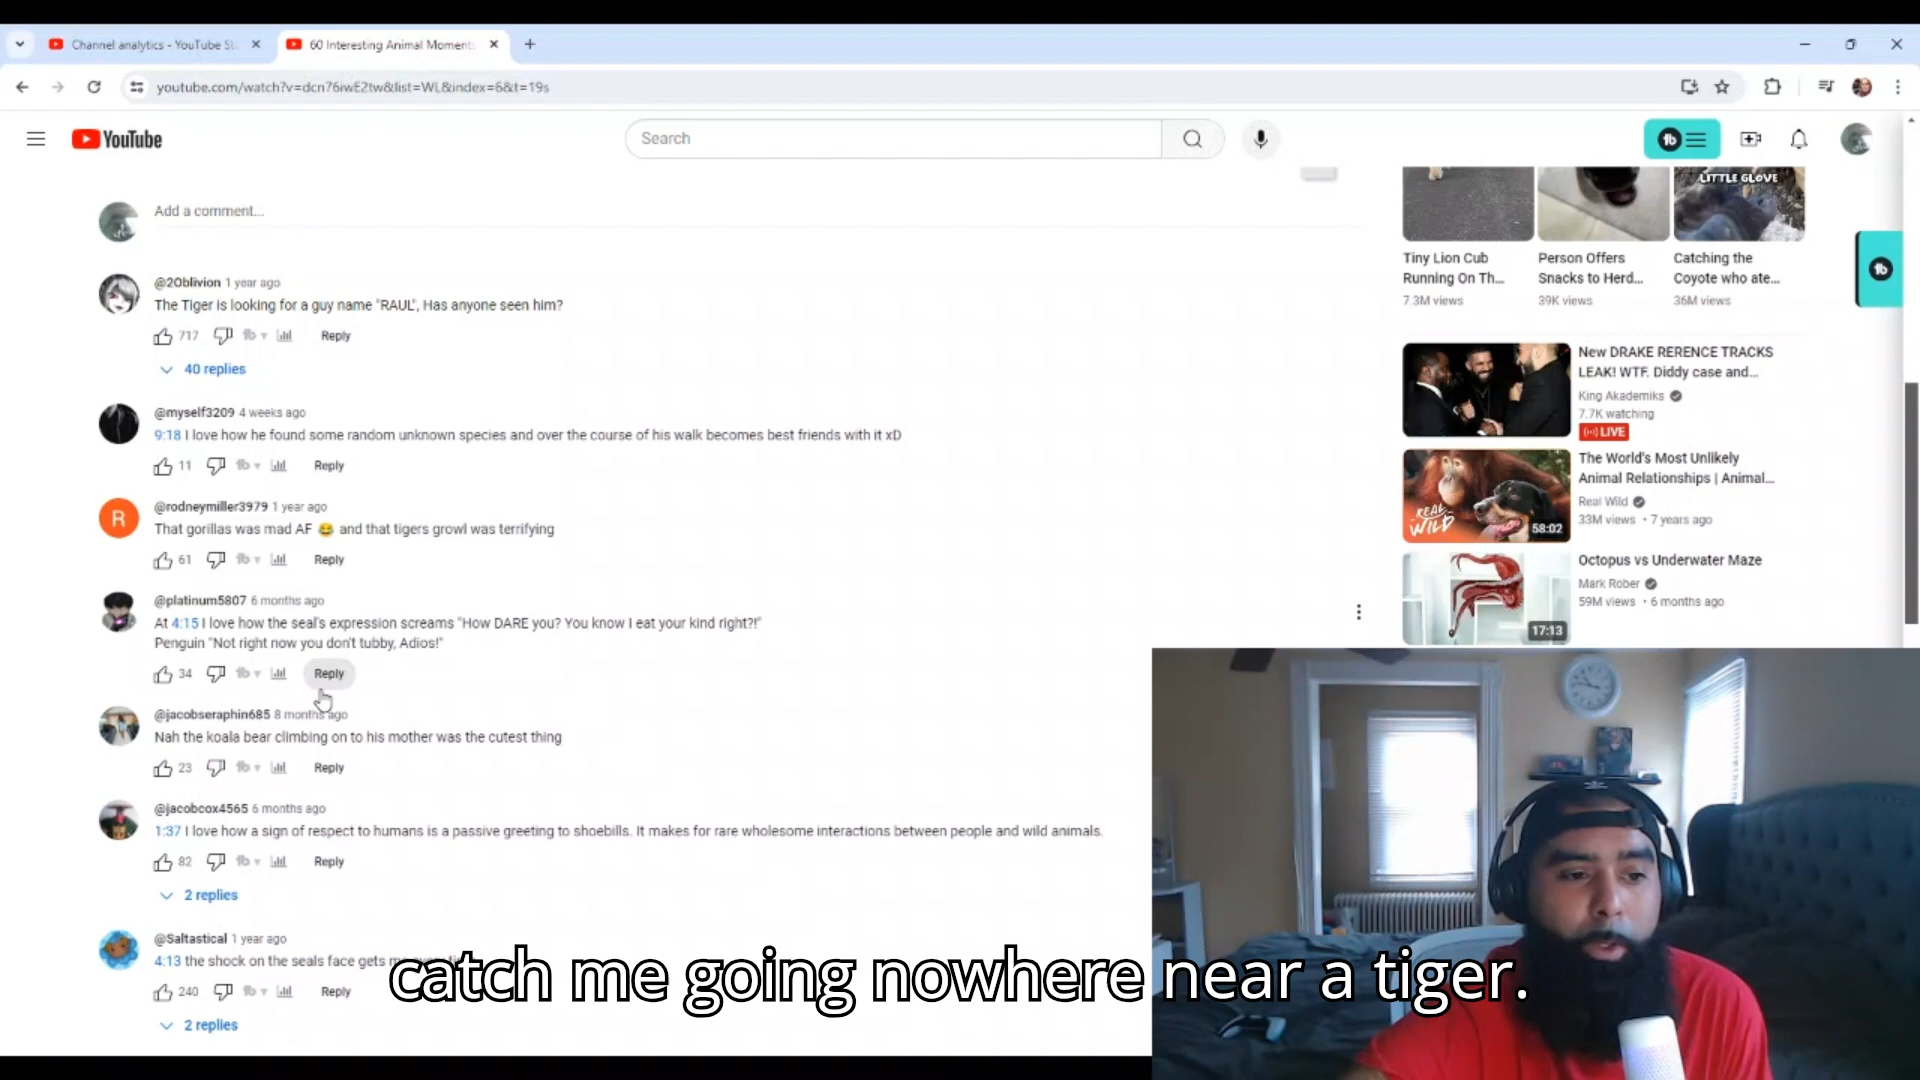 Channel analytics - YouTube St
60 Interesting Animal Moments
youtube.com/watch?v=dcn76iwE2tw&list=WL&index=6&t=19s
YouTube
Search
Add a comment...
LITTLE GLOVE
Tiny Lion Cub
Running On Th...
7.3M views
Person Offers
Snacks to Herd...
39K views
Catching the
Coyote who ate...
36M views
@2Oblivion 1 year ago
The Tiger is looking for a guy name "RAUL", Has anyone seen him?
717 Reply
40 replies
@myself3209 4 weeks ago
9:18 I love how he found some random unknown species and over the course of his walk becomes best friends with it xD
11 Reply
@rodneymiller3979 1 year ago
That gorillas was mad AF 😂 and that tigers growl was terrifying
61 Reply
@platinum5807 6 months ago
At 4:15 I love how the seal's expression screams "How DARE you? You know I eat your kind right?!"
Penguin "Not right now you don't tubby, Adios!"
34 Reply
@jacobseraphin685 8 months ago
Nah the koala bear climbing on to his mother was the cutest thing
23 Reply
@jacobcox4565 6 months ago
1:37 I love how a sign of respect to humans is a passive greeting to shoebills. It makes for rare wholesome interactions between people and wild animals.
82 Reply
2 replies
@Saltastical 1 year ago
4:13 the shock on the seals face gets
240 Reply
2 replies
New DRAKE RERENCE TRACKS
LEAK! WTF. Diddy case and...
King Akademiks
7.7K watching
LIVE
REAL
WILD
58:02
The World's Most Unlikely
Animal Relationships | Animal...
Real Wild
33M views • 7 years ago
17:13
Octopus vs Underwater Maze
Mark Rober
59M views • 6 months ago
catch me going nowhere near a tiger.